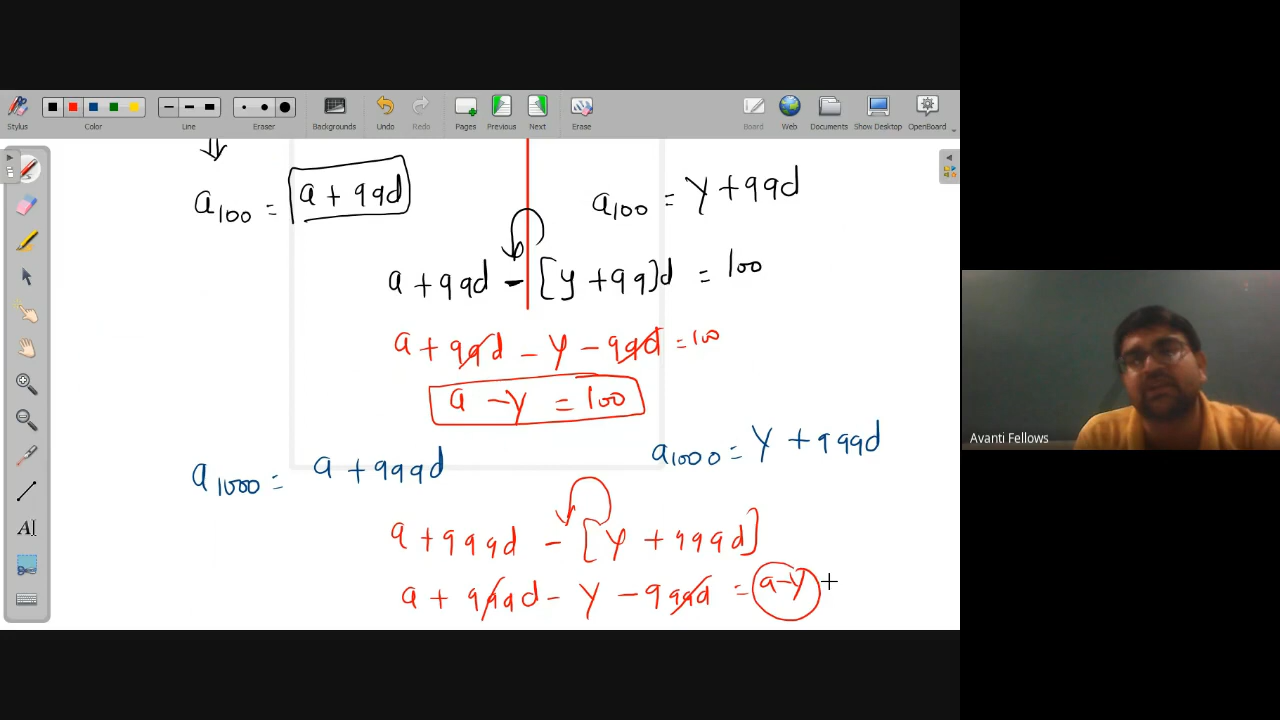 Stylus
Color
Line
Eraser
Backgrounds
Undo
Redo
Pages
Previous
Next
Erase
Board
Web
Documents
Show Desktop
OpenBoard
a100 = a + 99d
a100 = y + 99d
a + 99d - [y + 99]d = 100
a + 99d - y - 99d = 100
a - y = 100
a1000 = a + 999d
a1000 = y + 999d
a + 999d - [y + 999d]
a + 999d - y - 999d = a-y
Avanti Fellows